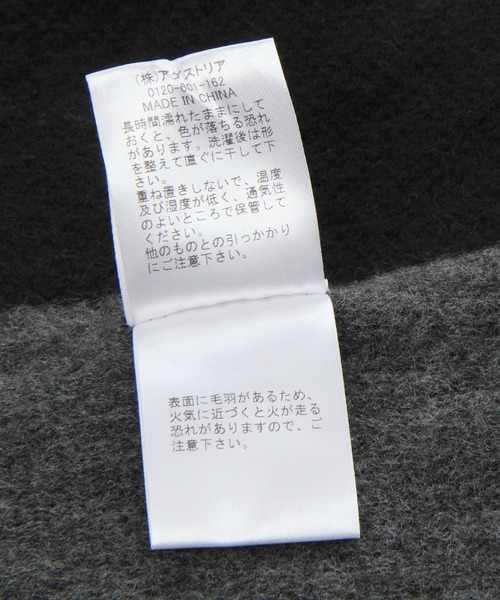 (株)アダストリア
0120-601-162
MADE IN CHINA
長時間濡れたままにして
おくと、色が落ちる恐れ
があります。洗濯後は形
を整えて直ぐに干して下
さい。
重ね置きしないで、温度
及び湿度が低く、通気性
のよいところで保管して
ください。
他のものとの引っかかり
にご注意下さい。
表面に毛羽があるため、
火気に近づくと火が走る
恐れがありますので、ご
注意下さい。